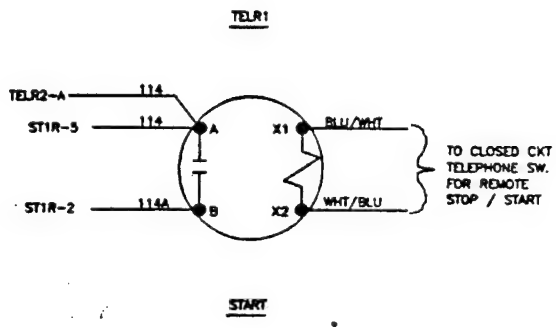 TELR1
TELR2-A 114
ST1R-5 114 A X1 BLU/WHT
ST1R-2 114A B X2 WHT/BLU
TO CLOSED CKT
TELEPHONE SW.
FOR REMOTE
STOP / START
START